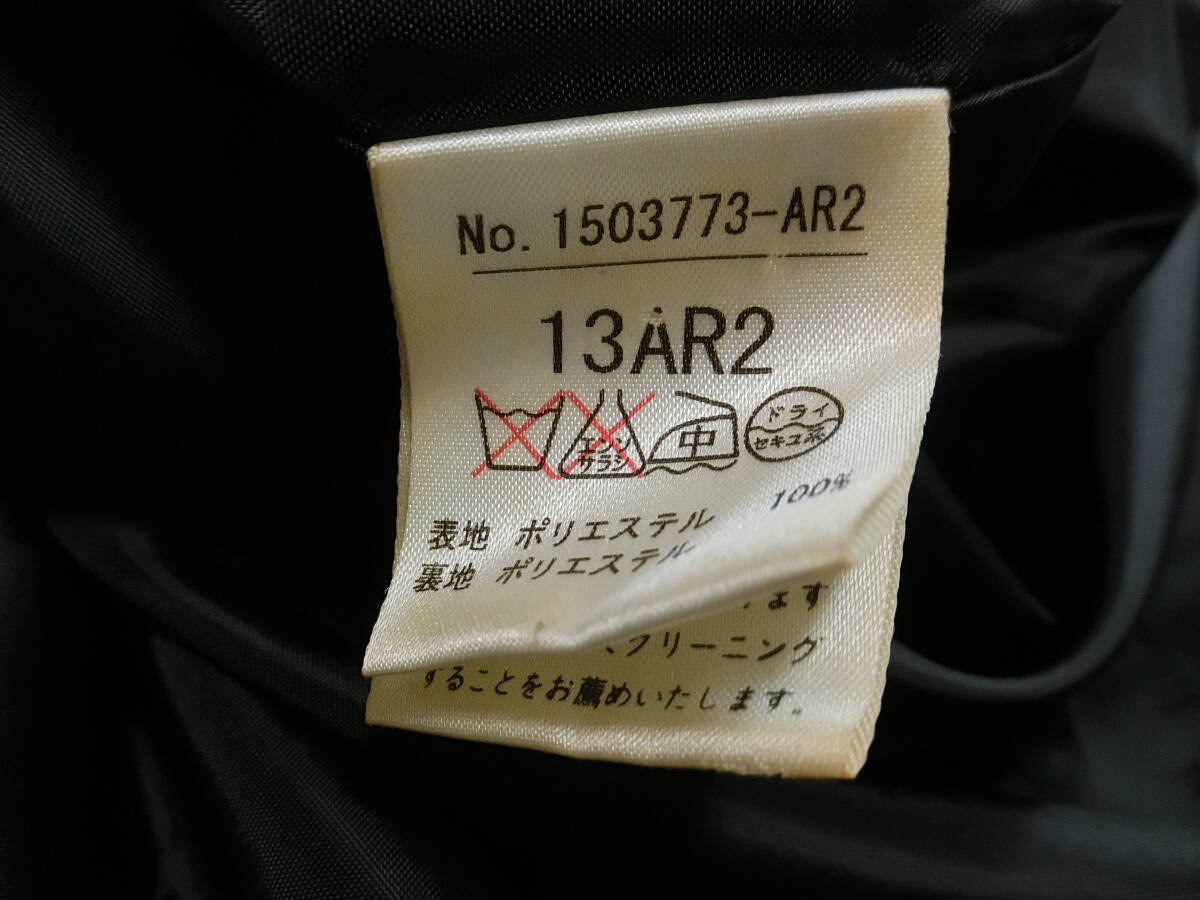 No. 1503773-AR2
13AR2
エンソ
サラシ
中
ドライ
セキユ系
表地 ポリエステル 100%
裏地 ポリエステル
ます
、クリーニング
することをお薦めいたします。